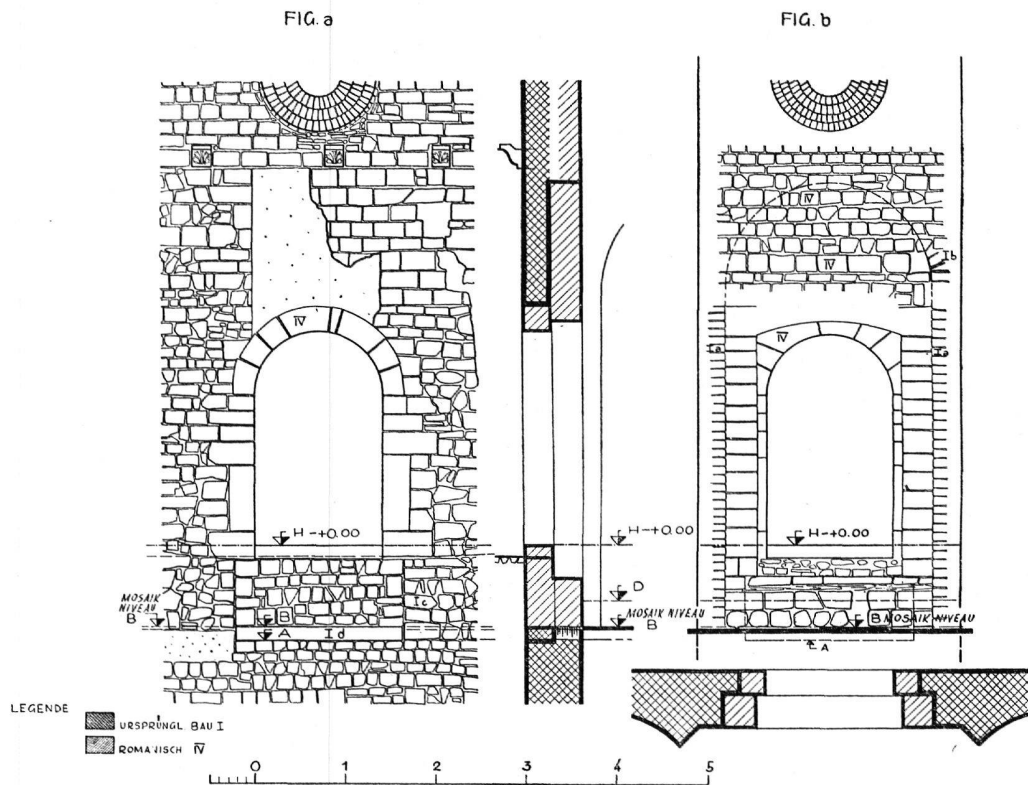 FIG. a
FIG. b
IV
IV
Ib
IV
IV
Ia
H-+0.00
H-+0.00
H-+0.00
D
MOSAIK
NIVEAU
B
Ic
B
A
Id
MOSAIK NIVEAU
B
B MOSAIK NIVEAU
A
LEGENDE
URSPRÜNGL. BAU I
ROMANISCH IV
0 1 2 3 4 5